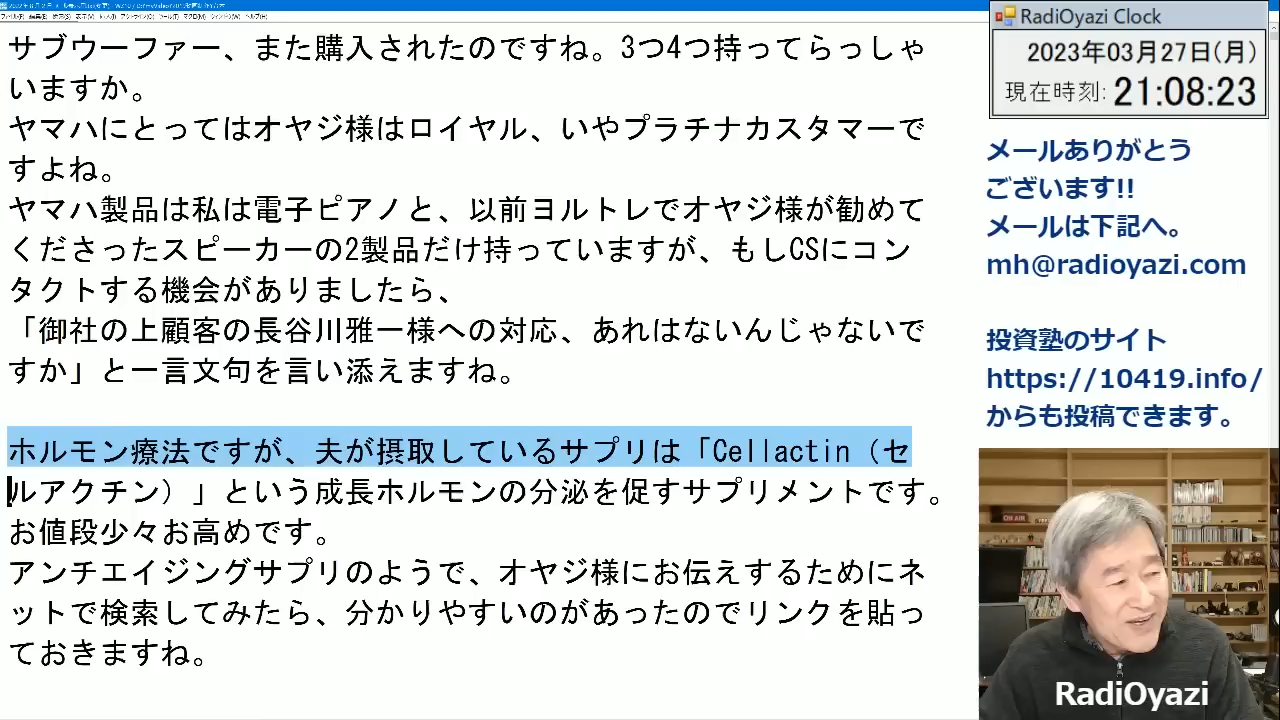 サブウーファー、また購入されたのですね。3つ4つ持ってらっしゃ
いますか。
ヤマハにとってはオヤジ様はロイヤル、いやプラチナカスタマーで
すよね。
ヤマハ製品は私は電子ピアノと、以前ヨルトレでオヤジ様が勧めて
くださったスピーカーの2製品だけ持っていますが、もしCSにコン
タクトする機会がありましたら、
「御社の上顧客の長谷川雅一様への対応、あれはないんじゃないで
すか」と一言文句を言い添えますね。
ホルモン療法ですが、夫が摂取しているサプリは「Cellactin（セ
ルアクチン）」という成長ホルモンの分泌を促すサプリメントです。
お値段少々お高めです。
アンチエイジングサプリのようで、オヤジ様にお伝えするためにネ
ットで検索してみたら、分かりやすいのがあったのでリンクを貼っ
ておきますね。
RadiOyazi Clock
2023年03月27日(月)
現在時刻: 21:08:23
メールありがとう
ございます!!
メールは下記へ。
mh@radioyazi.com
投資塾のサイト
https://10419.info/
からも投稿できます。
ON AIR
RadiOyazi